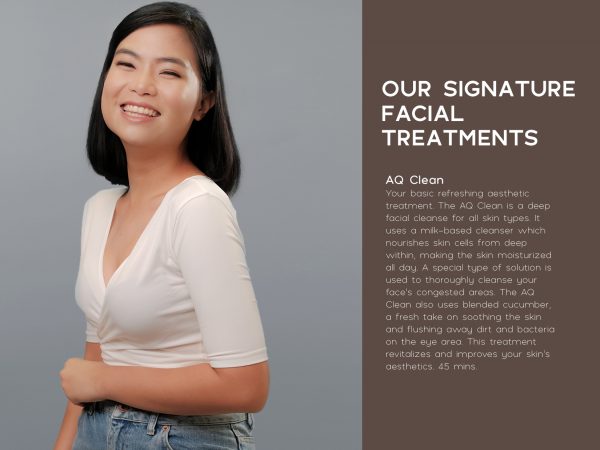 OUR SIGNATURE
FACIAL
TREATMENTS
AQ Clean
Your basic refreshing aesthetic
treatment. The AQ Clean is a deep
facial cleanse for all skin types. It
uses a milk-based cleanser which
nourishes skin cells from deep
within, making the skin moisturized
all day. A special type of solution is
used to thoroughly cleanse your
face's congested areas. The AQ
Clean also uses blended cucumber,
a fresh take on soothing the skin
and flushing away dirt and bacteria
on the eye area. This treatment
revitalizes and improves your skin's
aesthetics. 45 mins.